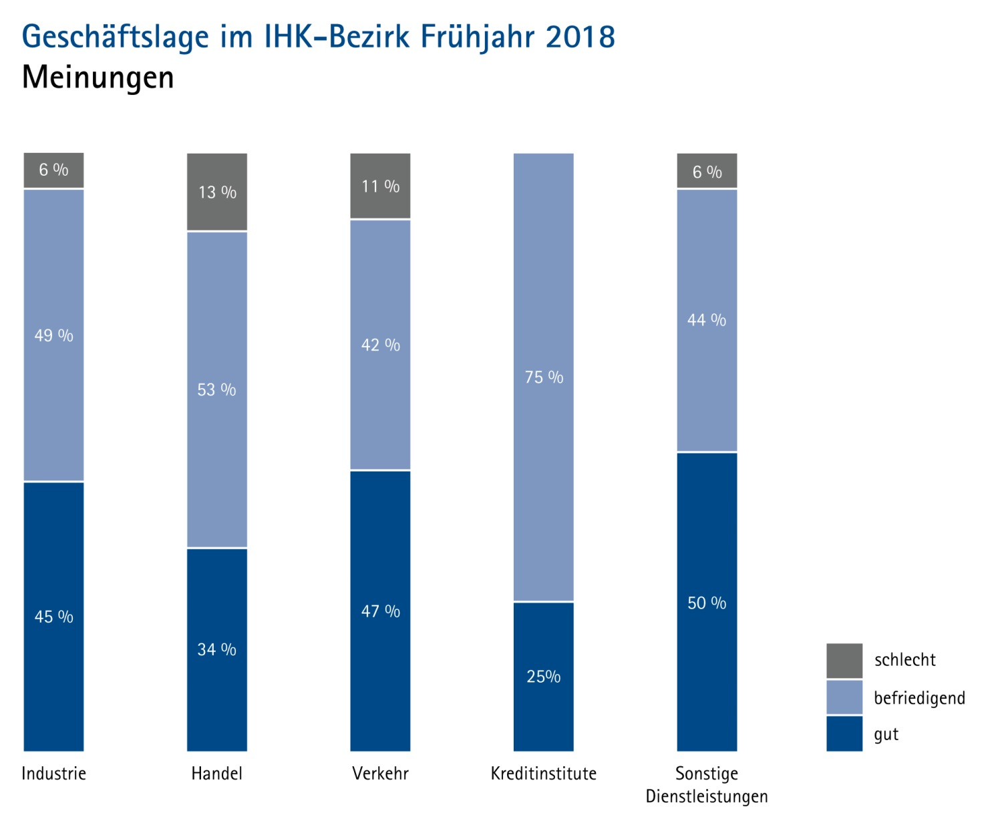 Geschäftslage im IHK-Bezirk Frühjahr 2018
Meinungen
6 %
13 %
11 %
6 %
49 %
53 %
42 %
75 %
44 %
45 %
34 %
47 %
25%
50 %
schlecht
befriedigend
gut
Industrie
Handel
Verkehr
Kreditinstitute
Sonstige
Dienstleistungen